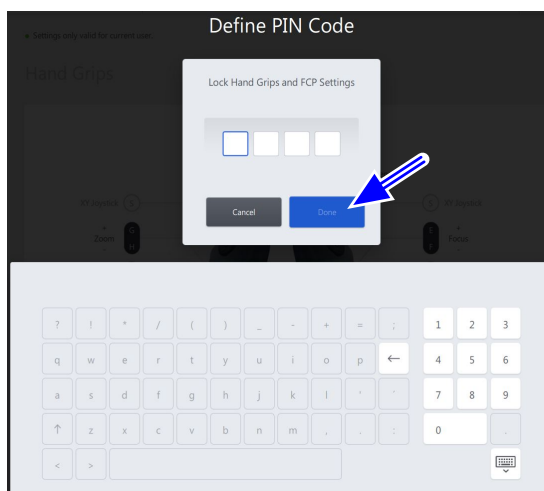 Define PIN Code
Settings only valid for current user.
Hand Grips
Lock Hand Grips and FCP Settings
XY Joystick
XY Joystick
+ +
Zoom G E Focus
- H F -
Cancel Done
? ! * / ( ) _ - + = ; 1 2 3
q w e r t y u i o p ← 4 5 6
a s d f g h j k l ' 7 8 9
↑ z x c v b n m , . : 0 .
< >